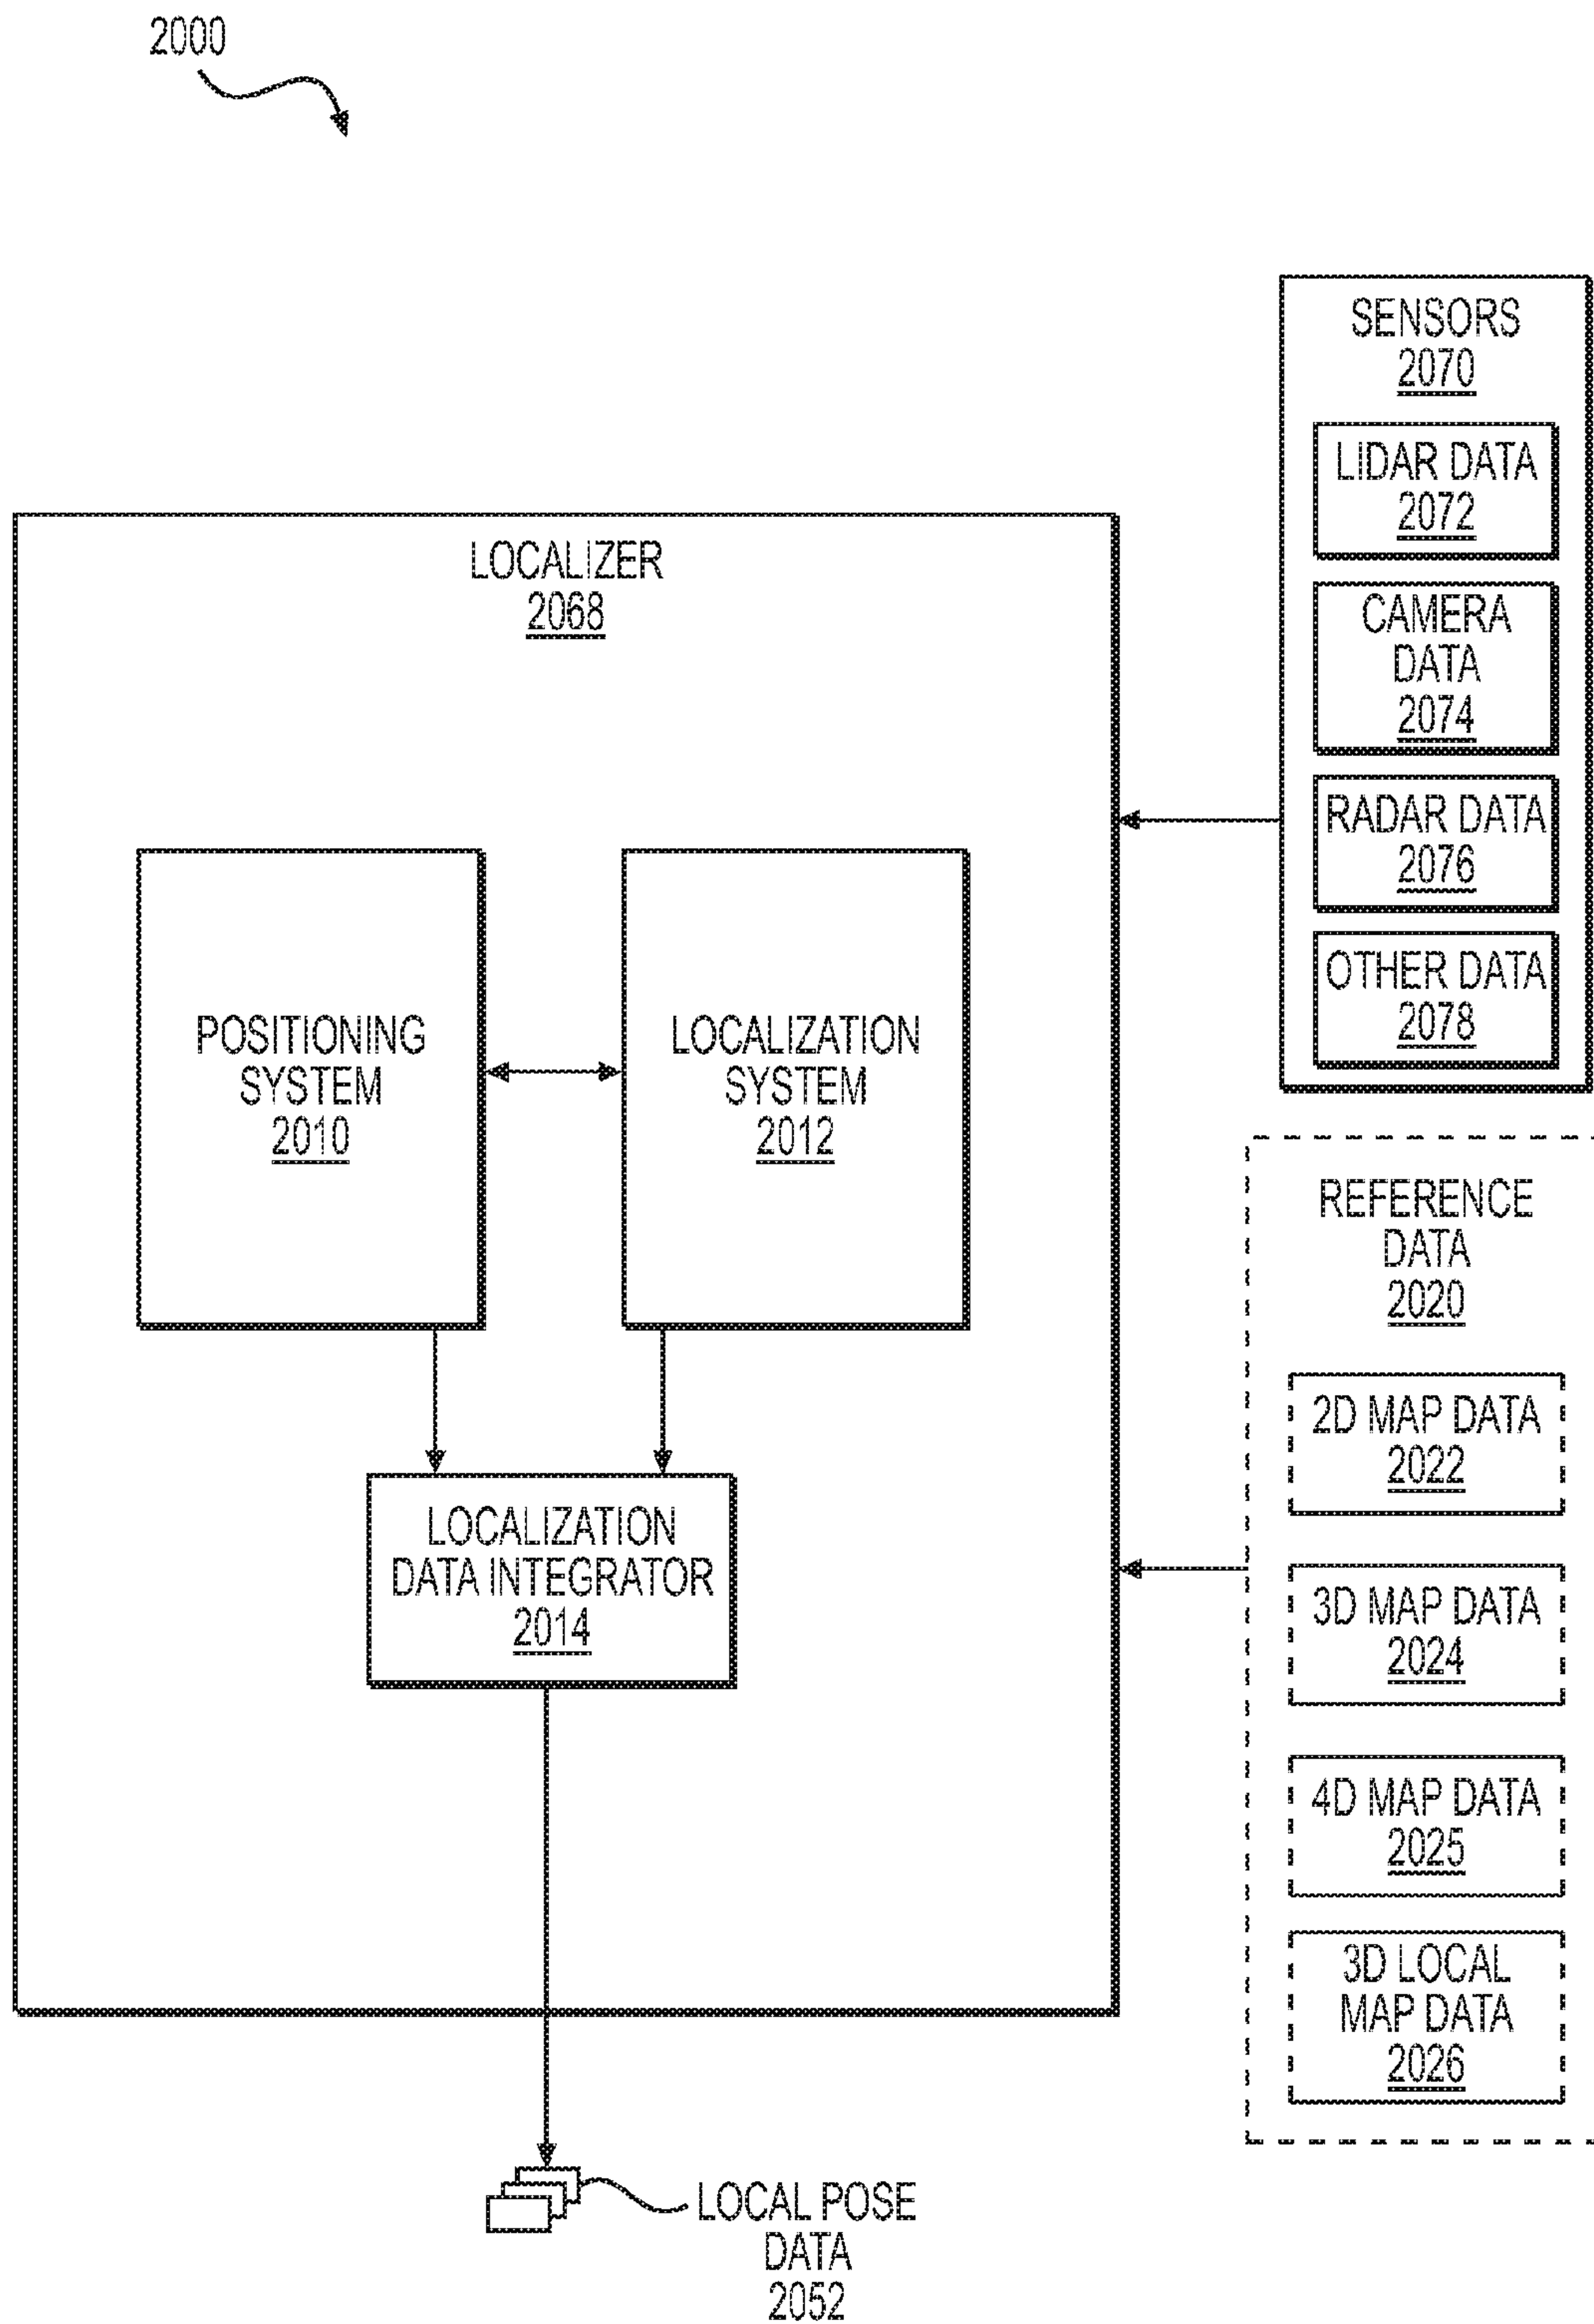 2000
SENSORS
2070
LIDAR DATA
2072
CAMERA
DATA
2074
RADAR DATA
2076
OTHER DATA
2078
LOCALIZER
2068
POSITIONING
SYSTEM
2010
LOCALIZATION
SYSTEM
2012
LOCALIZATION
DATA INTEGRATOR
2014
REFERENCE
DATA
2020
2D MAP DATA
2022
3D MAP DATA
2024
4D MAP DATA
2025
3D LOCAL
MAP DATA
2026
LOCAL POSE
DATA
2052